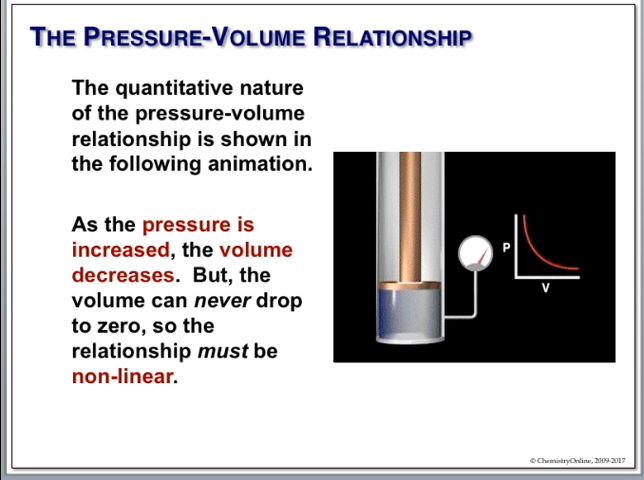 THE PRESSURE-VOLUME RELATIONSHIP
The quantitative nature
of the pressure-volume
relationship is shown in
the following animation.
As the pressure is
increased, the volume
decreases. But, the
volume can never drop
to zero, so the
relationship must be
non-linear.
P
V
© ChemistryOnline, 2009-2017